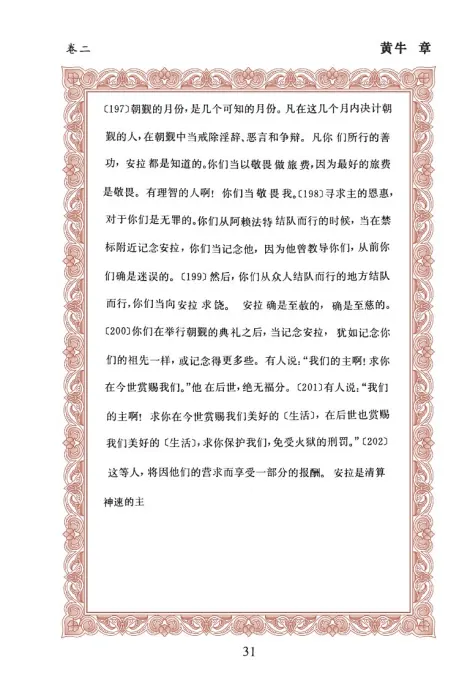 卷二
黄牛 章
〔197〕朝觐的月份，是几个可知的月份。凡在这几个月内决计朝
觐的人，在朝觐中当戒除淫辞、恶言和争辩。凡你们所行的善
功，安拉都是知道的。你们当以敬畏做旅费，因为最好的旅费
是敬畏。有理智的人啊！你们当敬畏我。〔198〕寻求主的恩惠，
对于你们是无罪的。你们从阿赖法特结队而行的时候，当在禁
标附近记念安拉，你们当记念他，因为他曾教导你们，从前你
们确是迷误的。〔199〕然后，你们从众人结队而行的地方结队
而行，你们当向安拉求饶。安拉确是至赦的，确是至慈的。
〔200〕你们在举行朝觐的典礼之后，当记念安拉，犹如记念你
们的祖先一样，或记念得更多些。有人说：“我们的主啊！求你
在今世赏赐我们。”他在后世，绝无福分。〔201〕有人说：“我们
的主啊！求你在今世赏赐我们美好的〔生活〕，在后世也赏赐
我们美好的〔生活〕，求你保护我们，免受火狱的刑罚。”〔202〕
这等人，将因他们的营求而享受一部分的报酬。安拉是清算
神速的主
31